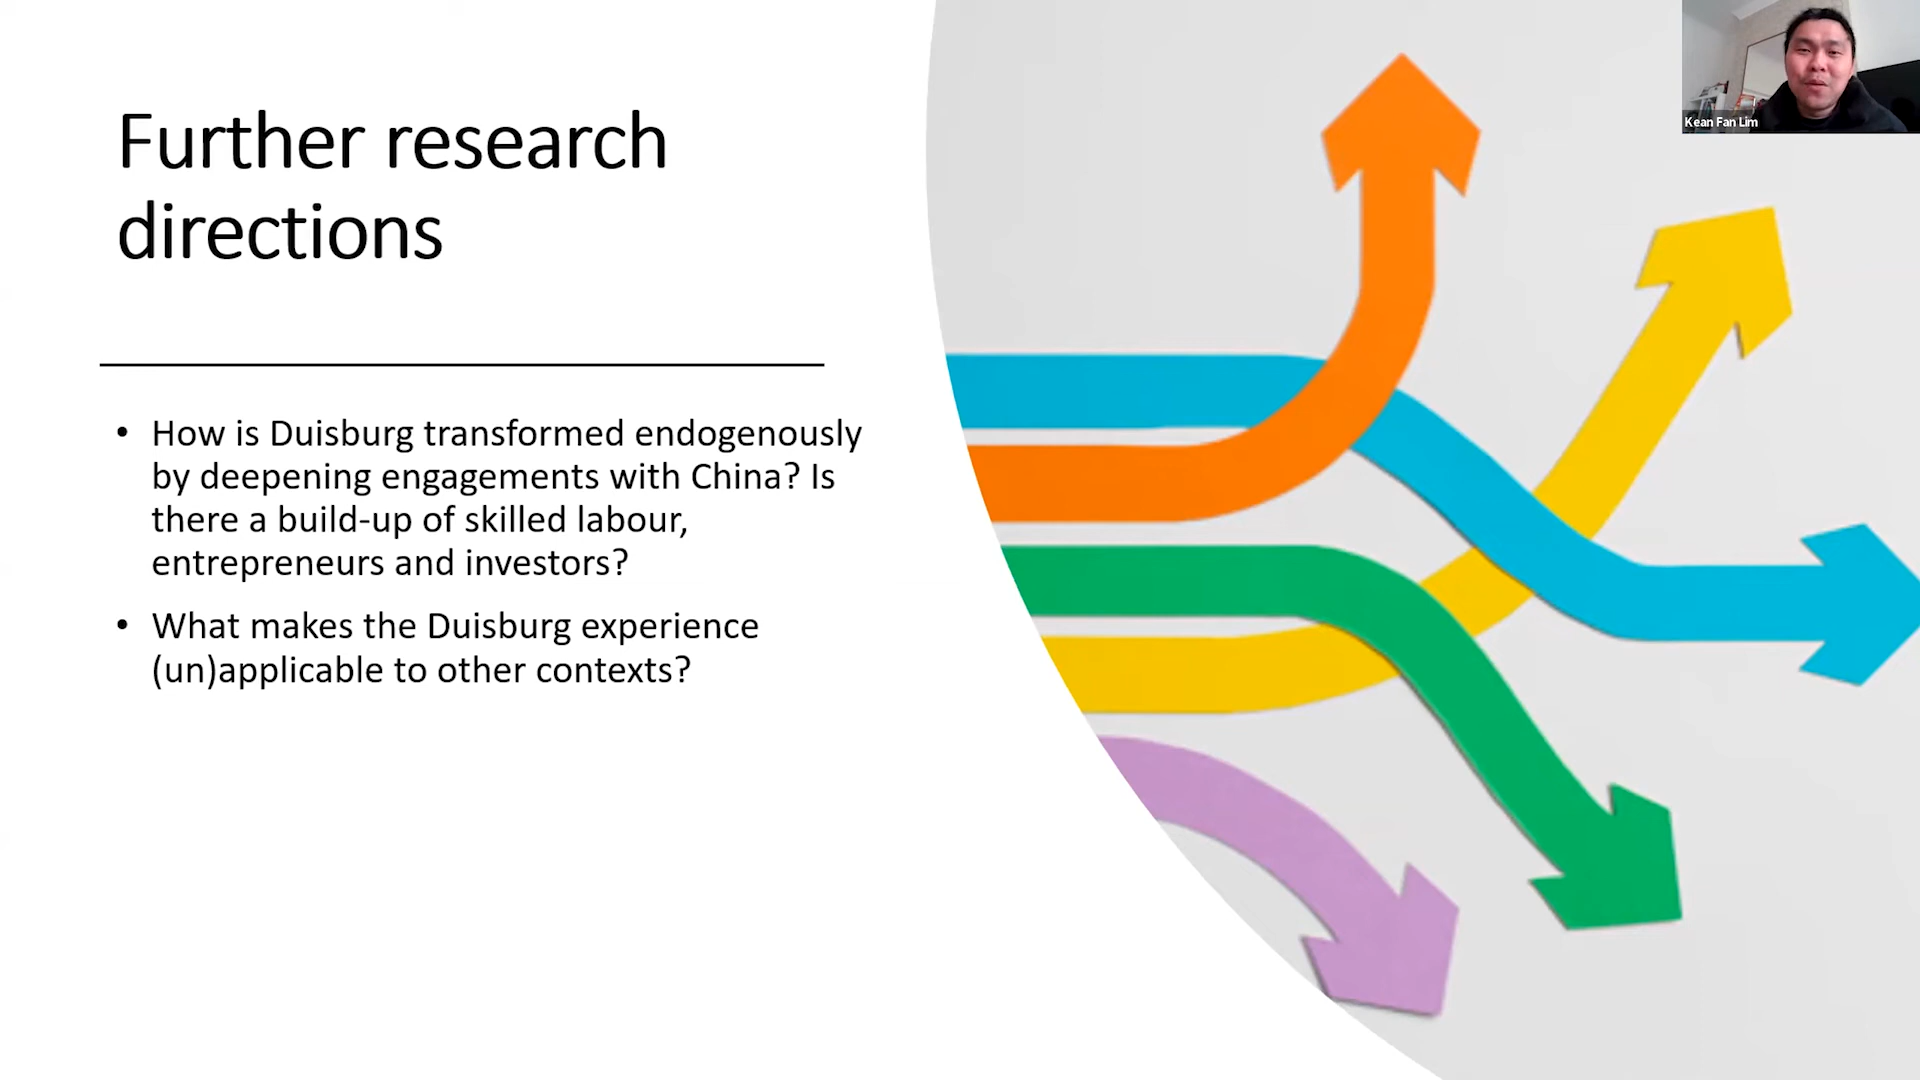 Further research
directions
• How is Duisburg transformed endogenously
by deepening engagements with China? Is
there a build-up of skilled labour,
entrepreneurs and investors?
• What makes the Duisburg experience
(un)applicable to other contexts?
Kean Fan Lim